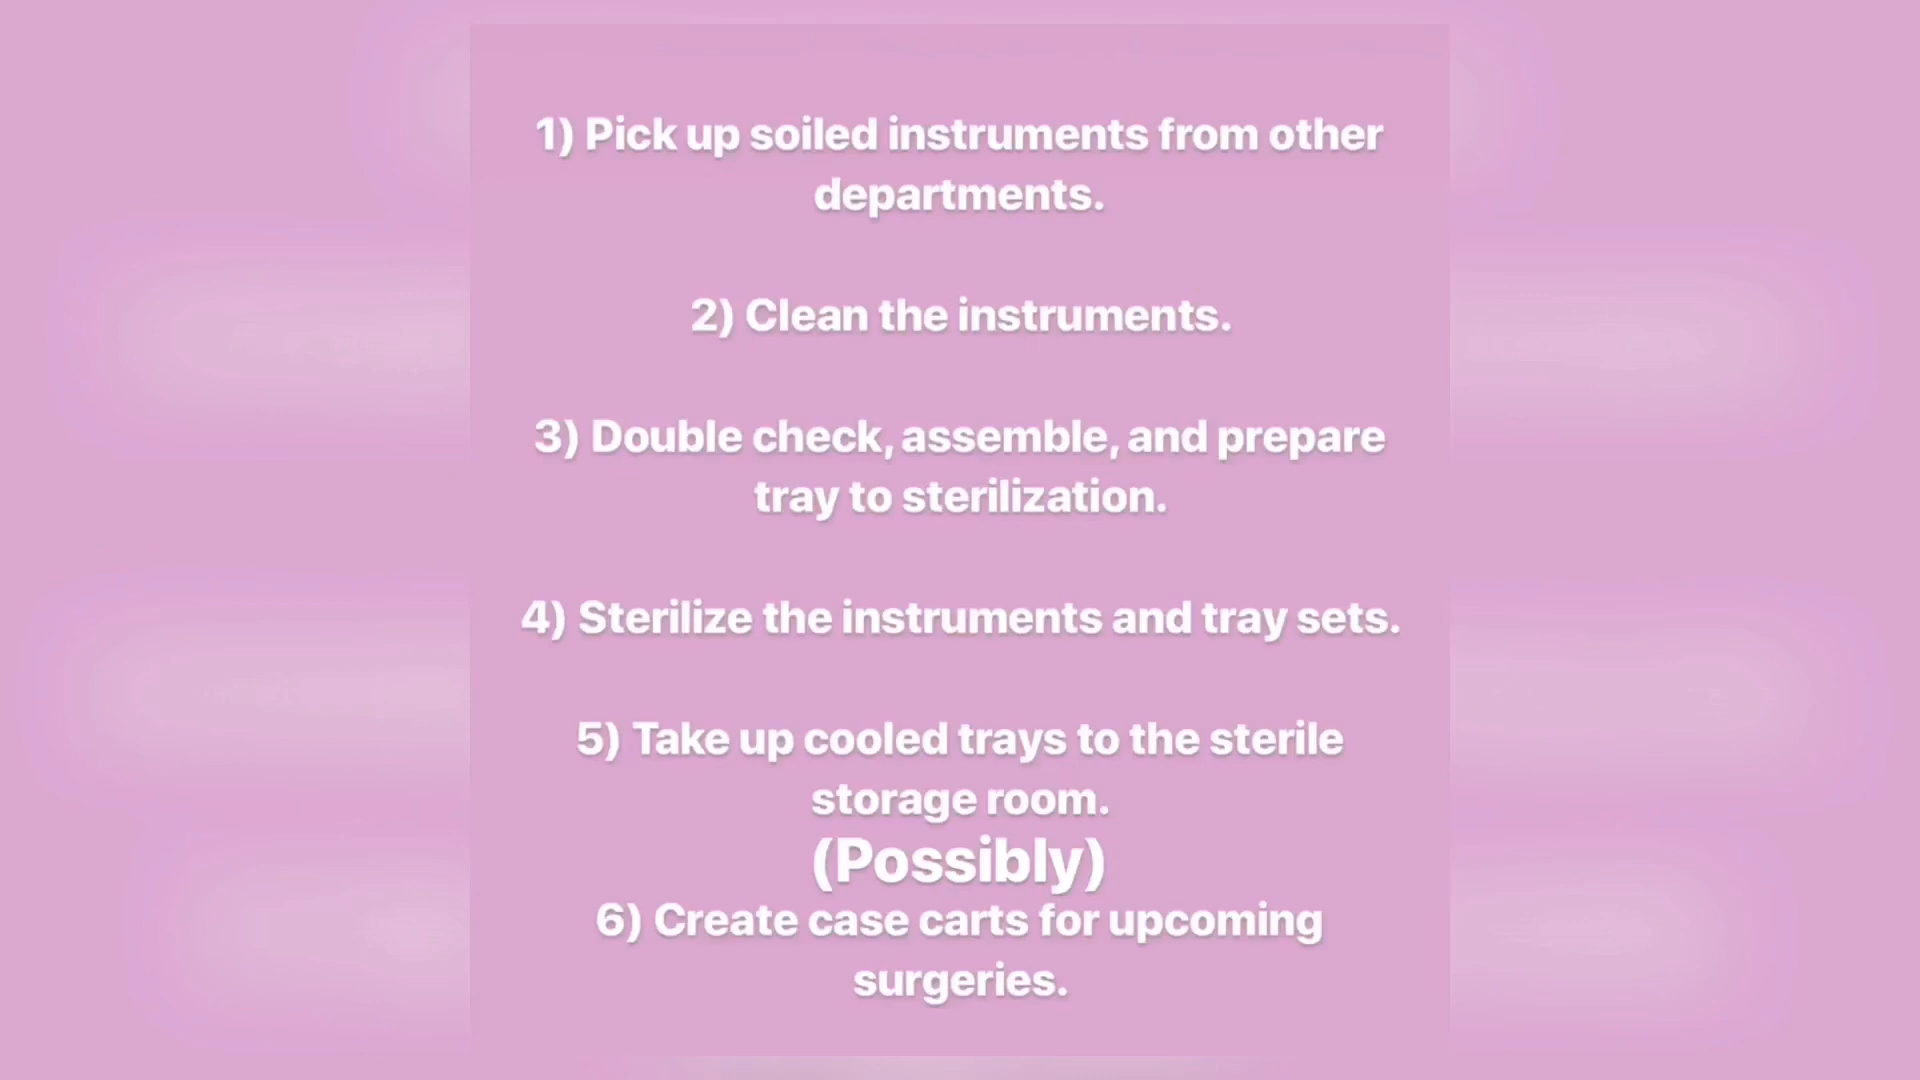 1) Pick up soiled instruments from other
departments.
2) Clean the instruments.
3) Double check, assemble, and prepare
tray to sterilization.
4) Sterilize the instruments and tray sets.
5) Take up cooled trays to the sterile
storage room.
(Possibly)
6) Create case carts for upcoming
surgeries.